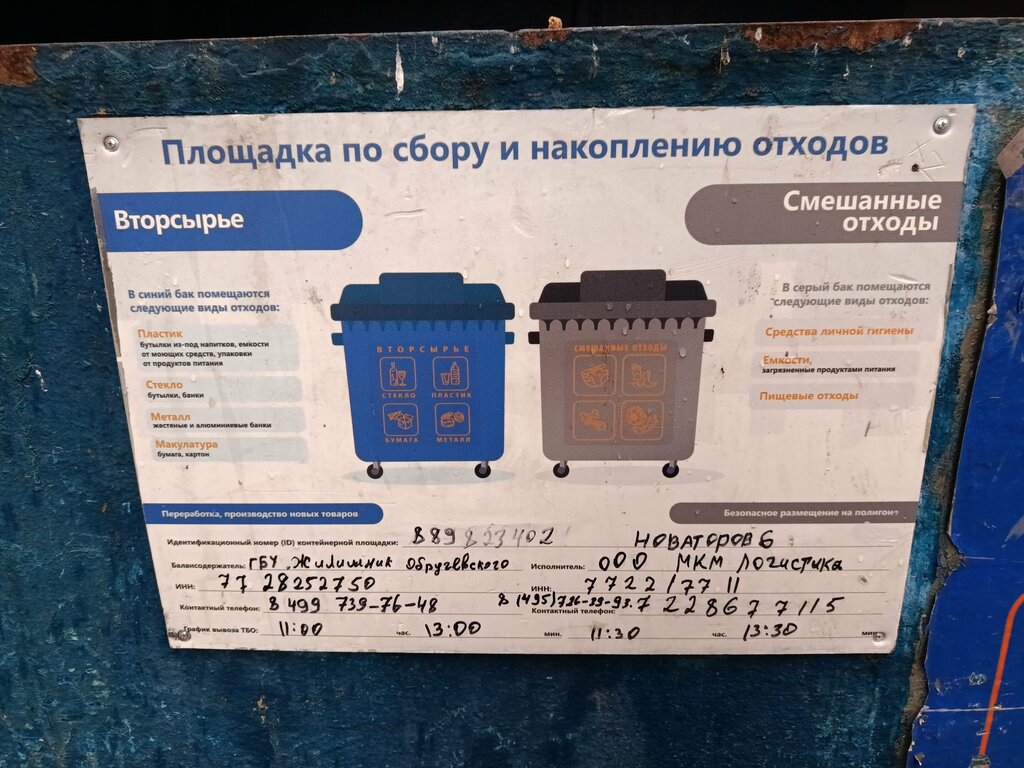 Площадка по сбору и накоплению отходов
Вторсырье
Смешанные
отходы
В синий бак помещаются
следующие виды отходов:
Пластик
бутылки из-под напитков, емкости
от моющих средств, упаковки
от продуктов питания
Стекло
бутылки, банки
Металл
жестяные и алюминиевые банки
Макулатура
бумага, картон
ВТОРСЫРЬЕ
СТЕКЛО ПЛАСТИК
БУМАГА МЕТАЛЛ
СМЕШАННЫЕ ОТХОДЫ
В серый бак помещаются
следующие виды отходов:
Средства личной гигиены
Емкости,
загрязненные продуктами питания
Пищевые отходы
Переработка, производство новых товаров
Безопасное размещение на полигоне
Идентификационный номер (ID) контейнерной площадки: Новаторов 6
Балансодержатель: ГБУ Жилищник Обручевского Исполнитель: ООО МКМ Логистика
ИНН: 7728252750 ИНН:
Контактный телефон: 8 499 739-76-48 Контактный телефон:
График вывоза ТБО: 11:00 час. 13:00 мин. 11:30 час. 13:30 мин.